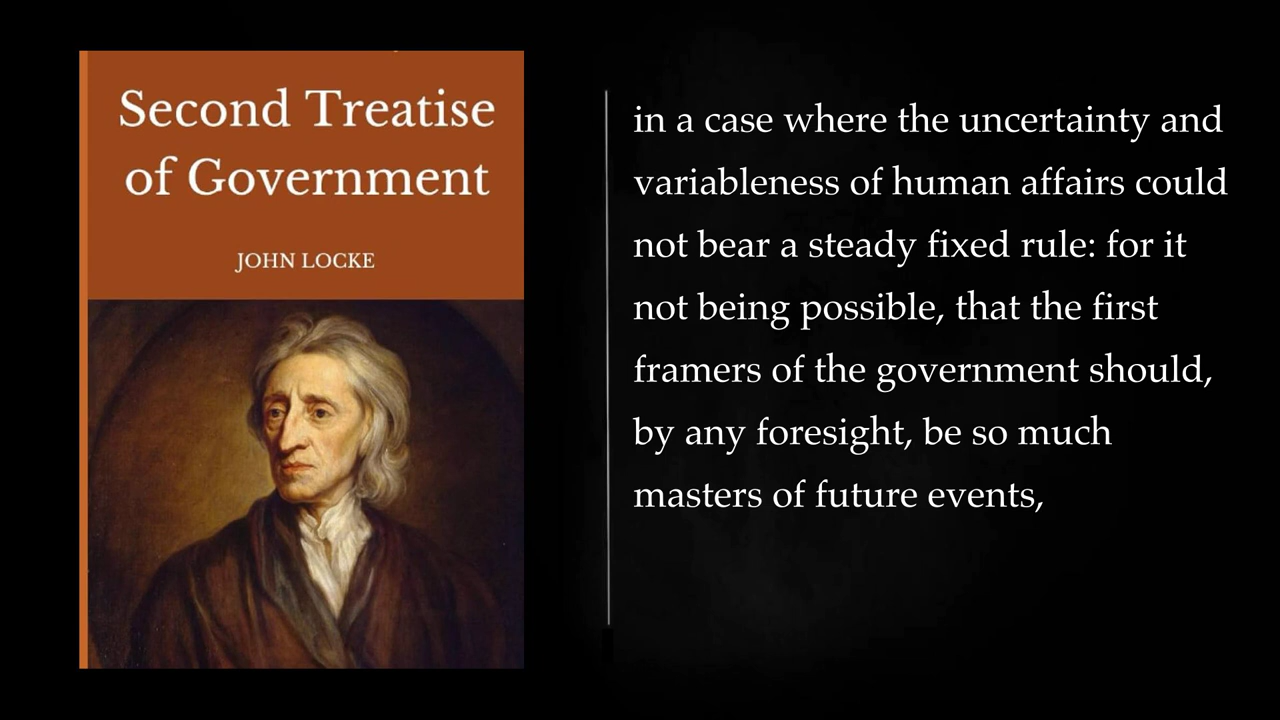 Second Treatise
of Government
JOHN LOCKE
in a case where the uncertainty and
variableness of human affairs could
not bear a steady fixed rule: for it
not being possible, that the first
framers of the government should,
by any foresight, be so much
masters of future events,